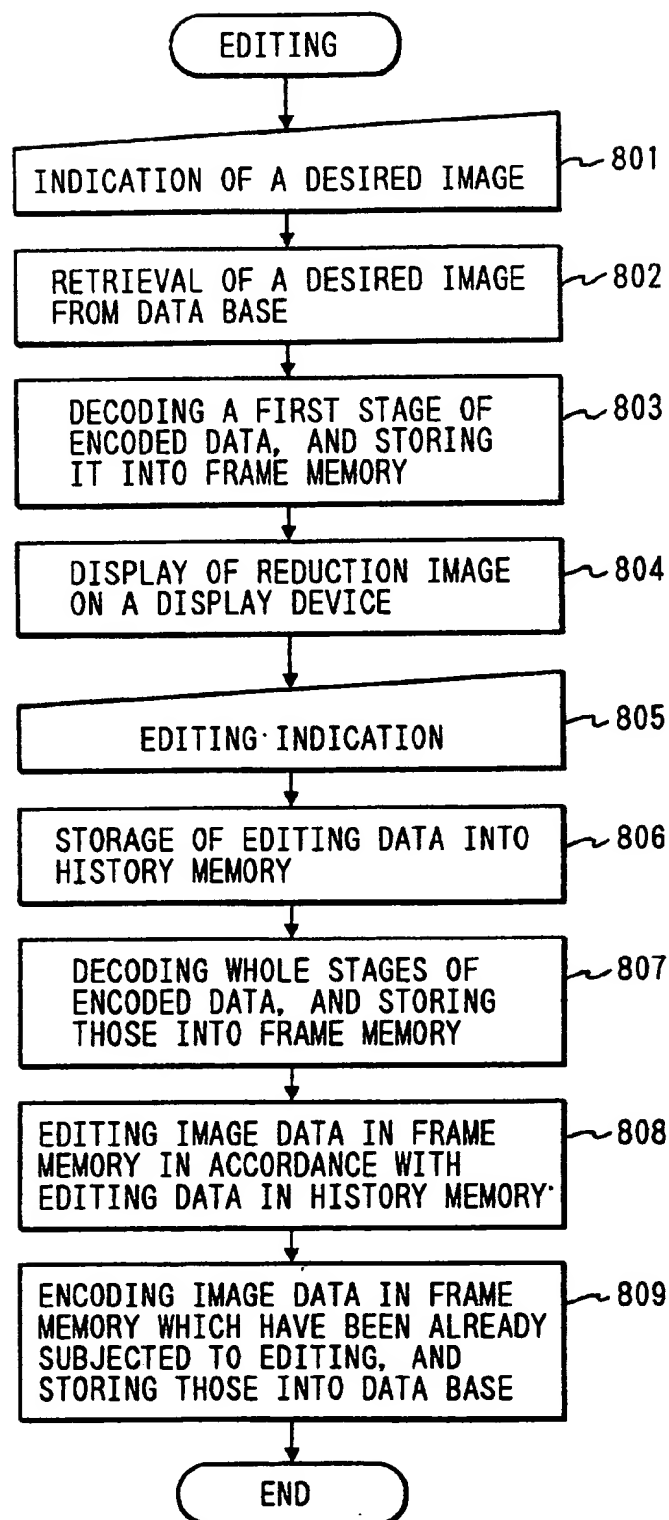 EDITING
INDICATION OF A DESIRED IMAGE
801
RETRIEVAL OF A DESIRED IMAGE
FROM DATA BASE
802
DECODING A FIRST STAGE OF
ENCODED DATA, AND STORING
IT INTO FRAME MEMORY
803
DISPLAY OF REDUCTION IMAGE
ON A DISPLAY DEVICE
804
EDITING INDICATION
805
STORAGE OF EDITING DATA INTO
HISTORY MEMORY
806
DECODING WHOLE STAGES OF
ENCODED DATA, AND STORING
THOSE INTO FRAME MEMORY
807
EDITING IMAGE DATA IN FRAME
MEMORY IN ACCORDANCE WITH
EDITING DATA IN HISTORY MEMORY
808
ENCODING IMAGE DATA IN FRAME
MEMORY WHICH HAVE BEEN ALREADY
SUBJECTED TO EDITING, AND
STORING THOSE INTO DATA BASE
809
END